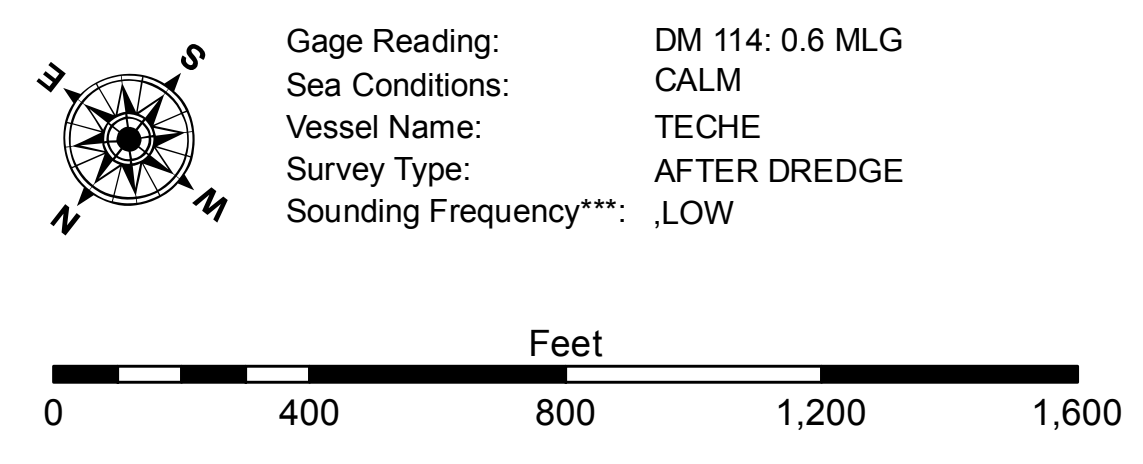 S
E
W
N
Gage Reading: DM 114: 0.6 MLG
Sea Conditions: CALM
Vessel Name: TECHE
Survey Type: AFTER DREDGE
Sounding Frequency***: ,LOW
Feet
0 400 800 1,200 1,600